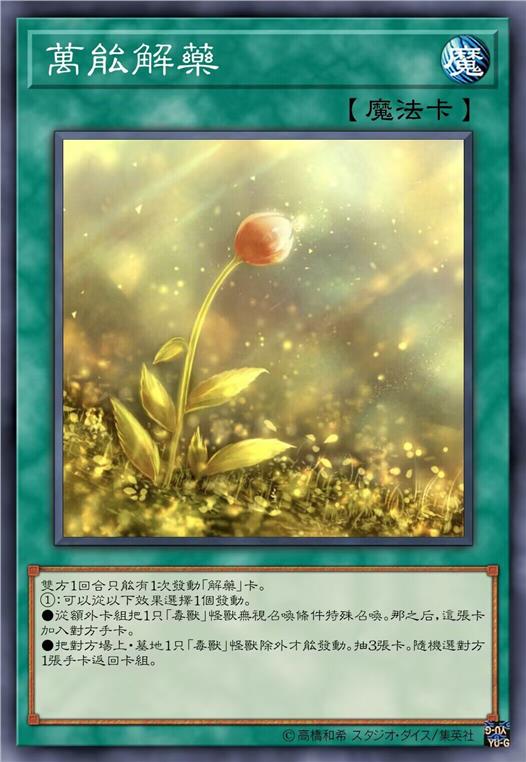 萬能解藥
魔
【魔法卡】
雙方1回合只能有1次發動「解藥」卡。
①:可以從以下效果選擇1個發動。
●從額外卡組把1只「毒獸」怪獸無視召喚條件特殊召喚。那之后,這張卡
加入對方手卡。
●把對方場上・墓地1只「毒獸」怪獸除外才能發動。抽3張卡。隨機選對方
1張手卡返回卡組。
©高橋和希 スタジオ・ダイス/集英社
YU-G
YU-G